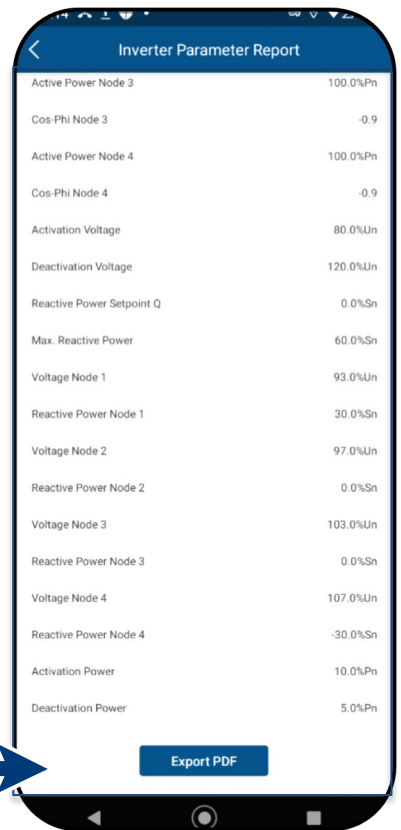 Inverter Parameter Report
Active Power Node 3 100.0%Pn
Cos-Phi Node 3 -0.9
Active Power Node 4 100.0%Pn
Cos-Phi Node 4 -0.9
Activation Voltage 80.0%Un
Deactivation Voltage 120.0%Un
Reactive Power Setpoint Q 0.0%Sn
Max. Reactive Power 60.0%Sn
Voltage Node 1 93.0%Un
Reactive Power Node 1 30.0%Sn
Voltage Node 2 97.0%Un
Reactive Power Node 2 0.0%Sn
Voltage Node 3 103.0%Un
Reactive Power Node 3 0.0%Sn
Voltage Node 4 107.0%Un
Reactive Power Node 4 -30.0%Sn
Activation Power 10.0%Pn
Deactivation Power 5.0%Pn
Export PDF